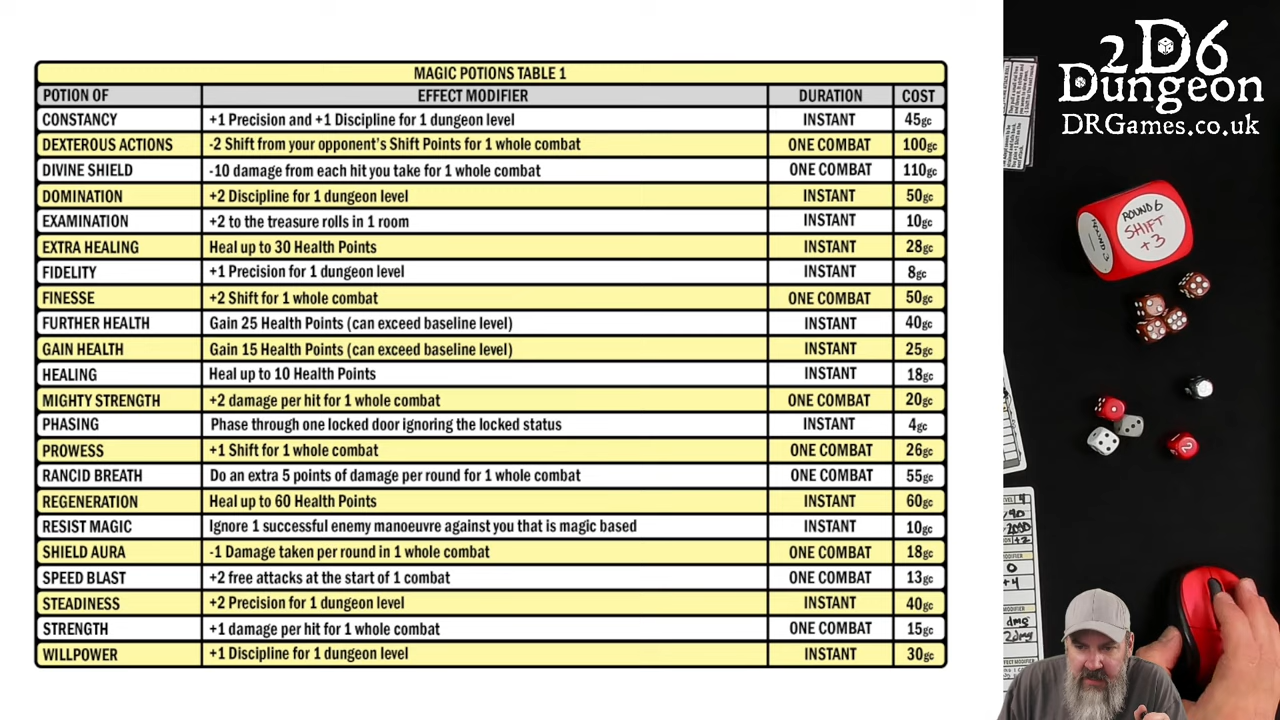 MAGIC POTIONS TABLE 1
POTION OF EFFECT MODIFIER DURATION COST
CONSTANCY +1 Precision and +1 Discipline for 1 dungeon level INSTANT 45gc
DEXTEROUS ACTIONS -2 Shift from your opponent's Shift Points for 1 whole combat ONE COMBAT 100gc
DIVINE SHIELD -10 damage from each hit you take for 1 whole combat ONE COMBAT 110gc
DOMINATION +2 Discipline for 1 dungeon level INSTANT 50gc
EXAMINATION +2 to the treasure rolls in 1 room INSTANT 10gc
EXTRA HEALING Heal up to 30 Health Points INSTANT 28gc
FIDELITY +1 Precision for 1 dungeon level INSTANT 8gc
FINESSE +2 Shift for 1 whole combat ONE COMBAT 50gc
FURTHER HEALTH Gain 25 Health Points (can exceed baseline level) INSTANT 40gc
GAIN HEALTH Gain 15 Health Points (can exceed baseline level) INSTANT 25gc
HEALING Heal up to 10 Health Points INSTANT 18gc
MIGHTY STRENGTH +2 damage per hit for 1 whole combat ONE COMBAT 20gc
PHASING Phase through one locked door ignoring the locked status INSTANT 4gc
PROWESS +1 Shift for 1 whole combat ONE COMBAT 26gc
RANCID BREATH Do an extra 5 points of damage per round for 1 whole combat ONE COMBAT 55gc
REGENERATION Heal up to 60 Health Points INSTANT 60gc
RESIST MAGIC Ignore 1 successful enemy manoeuvre against you that is magic based INSTANT 10gc
SHIELD AURA -1 Damage taken per round in 1 whole combat ONE COMBAT 18gc
SPEED BLAST +2 free attacks at the start of 1 combat ONE COMBAT 13gc
STEADINESS +2 Precision for 1 dungeon level INSTANT 40gc
STRENGTH +1 damage per hit for 1 whole combat ONE COMBAT 15gc
WILLPOWER +1 Discipline for 1 dungeon level INSTANT 30gc
2D6
Dungeon
DRGames.co.uk
ROUND 6
SHIFT
+3